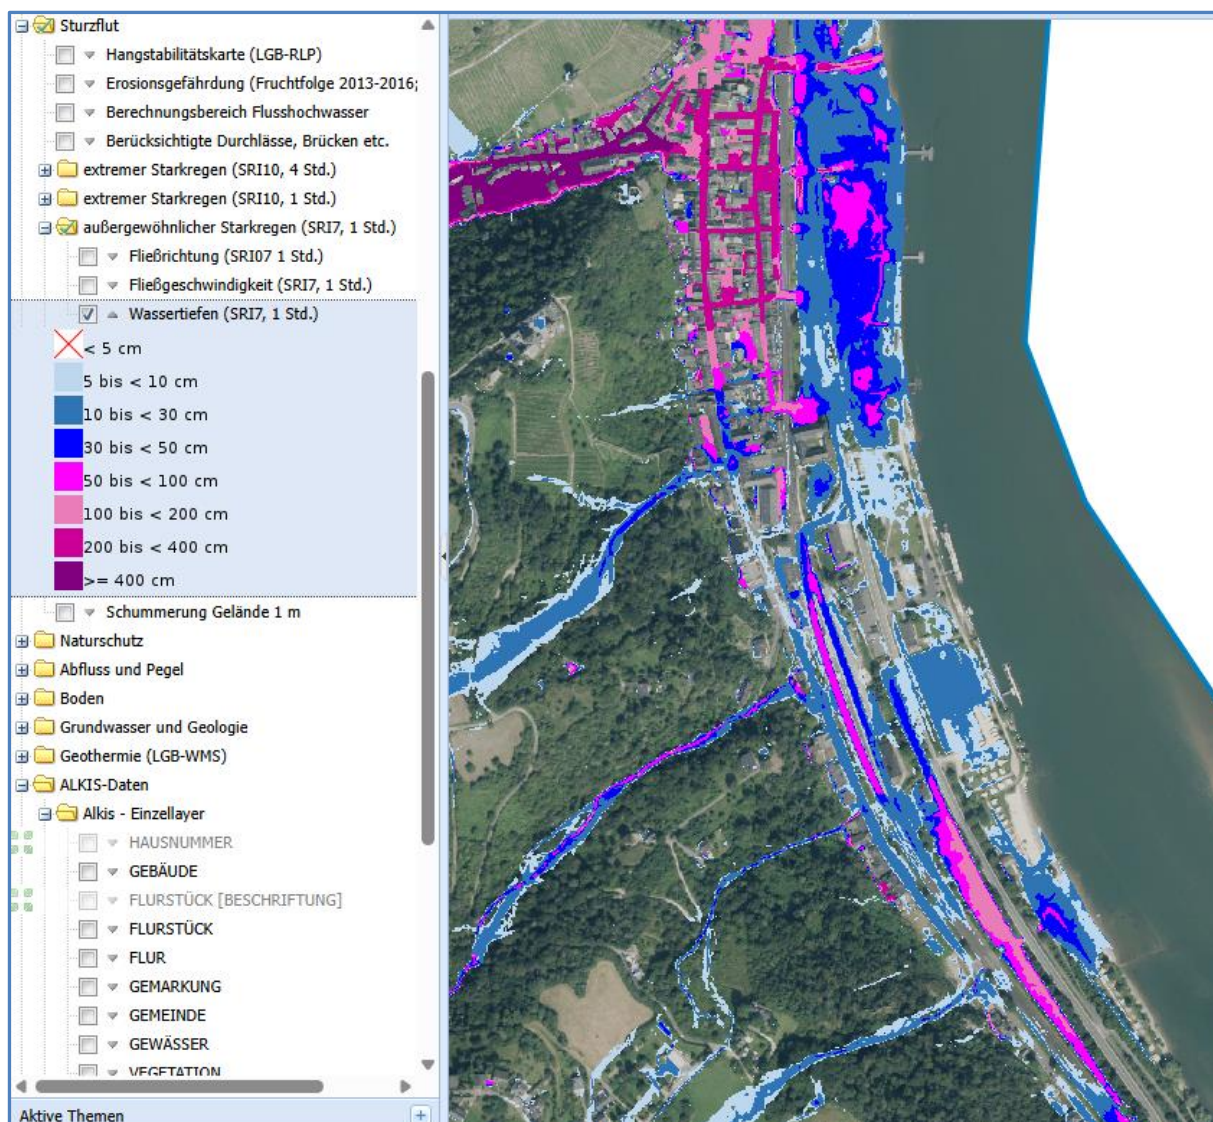 Sturzflut
Hangstabilitätskarte (LGB-RLP)
Erosionsgefährdung (Fruchtfolge 2013-2016;
Berechnungsbereich Flusshochwasser
Berücksichtigte Durchlässe, Brücken etc.
extremer Starkregen (SRI10, 4 Std.)
extremer Starkregen (SRI10, 1 Std.)
außergewöhnlicher Starkregen (SRI7, 1 Std.)
Fließrichtung (SRI07 1 Std.)
Fließgeschwindigkeit (SRI7, 1 Std.)
Wassertiefen (SRI7, 1 Std.)
< 5 cm
5 bis < 10 cm
10 bis < 30 cm
30 bis < 50 cm
50 bis < 100 cm
100 bis < 200 cm
200 bis < 400 cm
>= 400 cm
Schummerung Gelände 1 m
Naturschutz
Abfluss und Pegel
Boden
Grundwasser und Geologie
Geothermie (LGB-WMS)
ALKIS-Daten
Alkis - Einzellayer
HAUSNUMMER
GEBÄUDE
FLURSTÜCK [BESCHRIFTUNG]
FLURSTÜCK
FLUR
GEMARKUNG
GEMEINDE
GEWÄSSER
VEGETATION
Aktive Themen